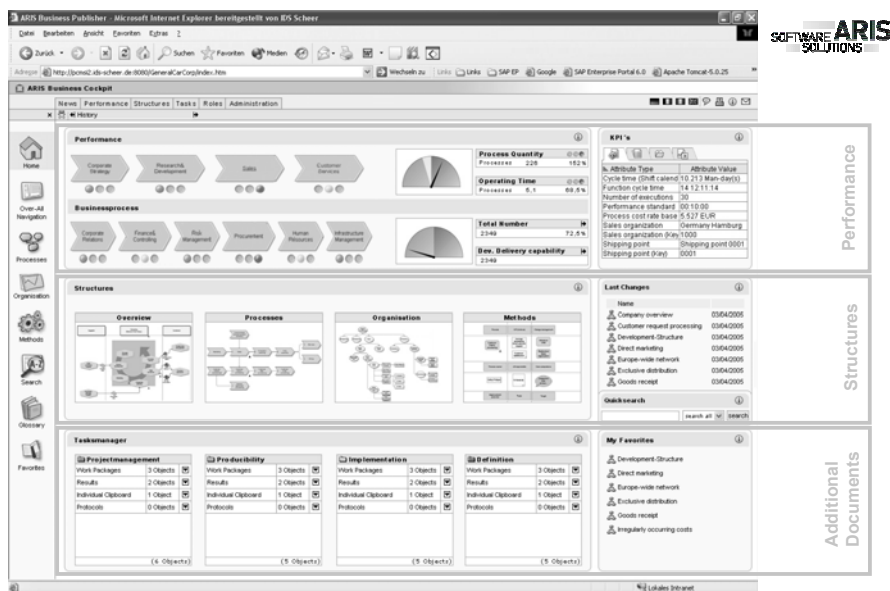 ARIS Business Publisher - Microsoft Internet Explorer bereitgestellt von IDS Scheer
Datei Bearbeiten Ansicht Favoriten Extras ?
Zurück Suchen Favoriten Medien
Adresse http://pcmsi2.ids-scheer.de:8080/GeneralCarCorp/index.htm Wechseln zu Links Links SAP EP Google SAP Enterprise Portal 6.0 Apache Tomcat-5.0.25
SOFTWARE ARIS
SOLUTIONS
ARIS Business Cockpit
News Performance Structures Tasks Roles Administration
History
Home
Over-All
Navigation
Processes
Organisation
Methods
Search
Glossary
Favorites
Performance
Corporate
Strategy
Research&
Development
Sales
Customer
Services
Process Quantity
Processes 226 152%
Operating Time
Processes 5,1 68,5%
Businessprocess
Corporate
Relations
Finance&
Controlling
Risk
Management
Procurement
Human
Resources
Infrastructure
Management
Total Number
2348 72,5%
Dev. Delivery capability
2348
KPI's
Attribute Type Attribute Value
Cycle time (Shift calend 10.213 Man-day(s)
Function cycle time 14 12:11:14
Number of executions 30
Performance standard 00:10:00
Process cost rate base 5.527 EUR
Sales organization Germany Hamburg
Sales organization (Key 1000
Shipping point Shipping point 0001
Shipping point (Key) 0001
Performance
Structures
Overview
Processes
Organisation
Methods
Last Changes
Name
Company overview 03/04/2005
Customer request processing 03/04/2005
Development-Structure 03/04/2005
Direct marketing 03/04/2005
Europe-wide network 03/04/2005
Exclusive distribution 03/04/2005
Goods receipt 03/04/2005
Quicksearch
search all search
Structures
Tasksmanager
Projectmanagement
Work Packages 3 Objects
Results 2 Objects
Individual Clipboard 1 Object
Protocols 0 Objects
(6 Objects)
Producibility
Work Packages 3 Objects
Results 2 Objects
Individual Clipboard 1 Object
Protocols 0 Objects
(5 Objects)
Implementation
Work Packages 3 Objects
Results 2 Objects
Individual Clipboard 1 Object
Protocols 0 Objects
(5 Objects)
Definition
Work Packages 3 Objects
Results 2 Objects
Individual Clipboard 1 Object
Protocols 0 Objects
(5 Objects)
My Favorites
Development-Structure
Direct marketing
Europe-wide network
Exclusive distribution
Goods receipt
Irregularly occurring costs
Additional
Documents
Lokales Intranet